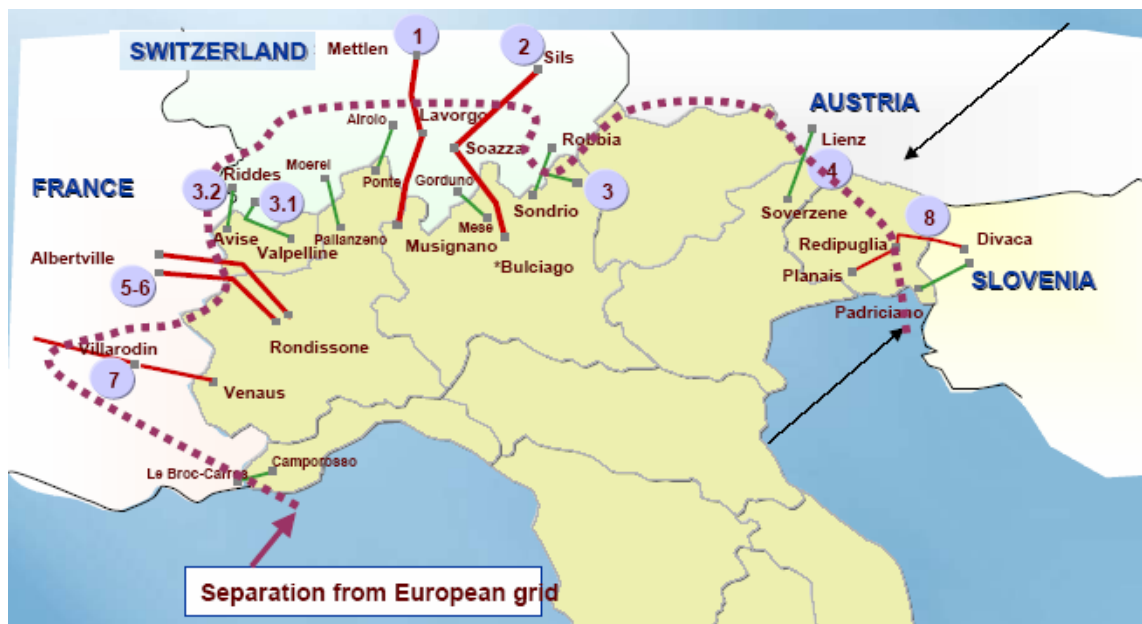 SWITZERLAND
Mettlen
1
2
Sils
Lavorgo
Airolo
AUSTRIA
Lienz
Robbia
Soazza
Riddes
Moerel
FRANCE
3.2
3.1
Ponte
Gorduno
Sondrio
3
4
Soverzene
Avise
Valpelline
Pallanzeno
Musignano
Mese
*Bulciago
8
Redipuglia
Divaca
Planais
SLOVENIA
Albertville
5-6
Padriciano
Rondissone
Villarodin
7
Venaus
Le Broc-Carros
Camporosso
Separation from European grid